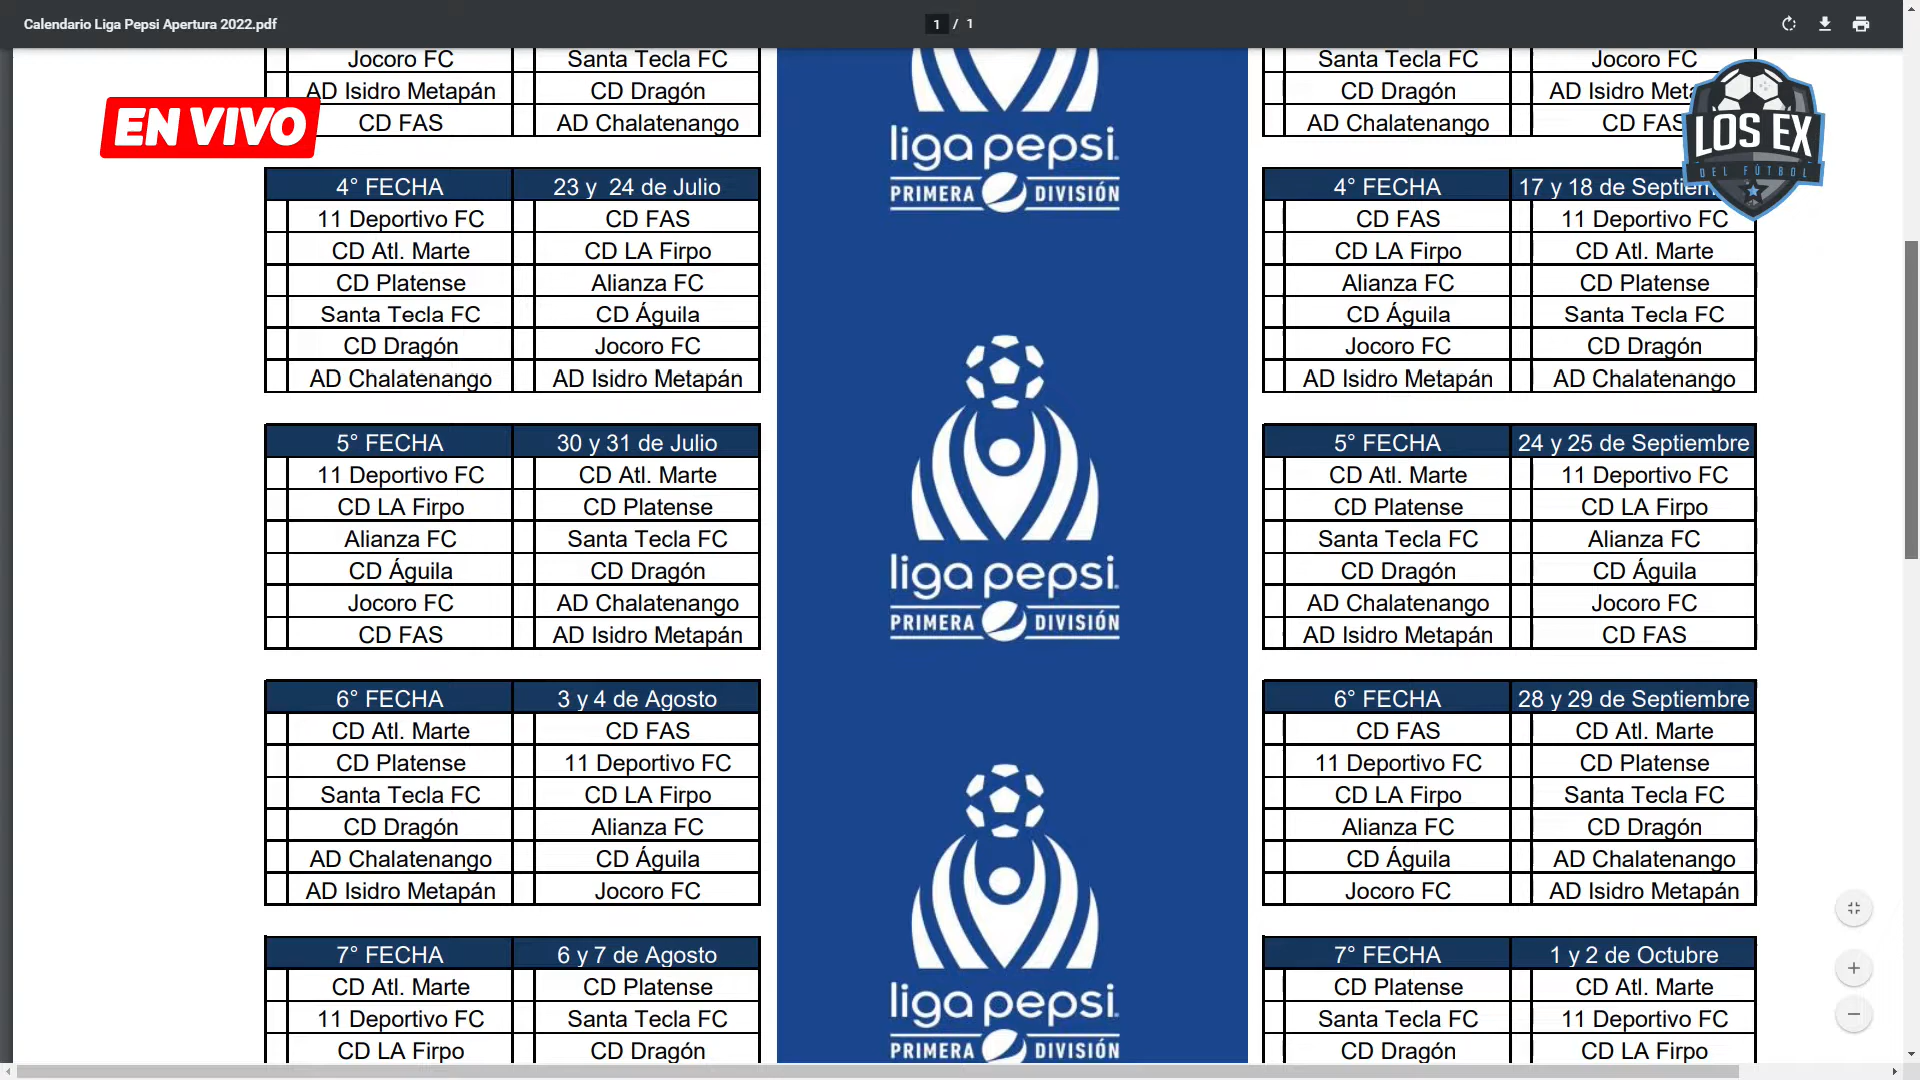 Calendario Liga Pepsi Apertura 2022.pdf
1 / 1
EN VIVO
LOS EX
DEL FÚTBOL
Jocoro FC Santa Tecla FC
AD Isidro Metapán CD Dragón
CD FAS AD Chalatenango
4° FECHA 23 y 24 de Julio
11 Deportivo FC CD FAS
CD Atl. Marte CD LA Firpo
CD Platense Alianza FC
Santa Tecla FC CD Águila
CD Dragón Jocoro FC
AD Chalatenango AD Isidro Metapán
5° FECHA 30 y 31 de Julio
11 Deportivo FC CD Atl. Marte
CD LA Firpo CD Platense
Alianza FC Santa Tecla FC
CD Águila CD Dragón
Jocoro FC AD Chalatenango
CD FAS AD Isidro Metapán
6° FECHA 3 y 4 de Agosto
CD Atl. Marte CD FAS
CD Platense 11 Deportivo FC
Santa Tecla FC CD LA Firpo
CD Dragón Alianza FC
AD Chalatenango CD Águila
AD Isidro Metapán Jocoro FC
7° FECHA 6 y 7 de Agosto
CD Atl. Marte CD Platense
11 Deportivo FC Santa Tecla FC
CD LA Firpo CD Dragón
liga pepsi.
PRIMERA DIVISIÓN
liga pepsi.
PRIMERA DIVISIÓN
liga pepsi.
PRIMERA DIVISIÓN
Santa Tecla FC Jocoro FC
CD Dragón AD Isidro Meta
AD Chalatenango CD FAS
4° FECHA 17 y 18 de Septiem
CD FAS 11 Deportivo FC
CD LA Firpo CD Atl. Marte
Alianza FC CD Platense
CD Águila Santa Tecla FC
Jocoro FC CD Dragón
AD Isidro Metapán AD Chalatenango
5° FECHA 24 y 25 de Septiembre
CD Atl. Marte 11 Deportivo FC
CD Platense CD LA Firpo
Santa Tecla FC Alianza FC
CD Dragón CD Águila
AD Chalatenango Jocoro FC
AD Isidro Metapán CD FAS
6° FECHA 28 y 29 de Septiembre
CD FAS CD Atl. Marte
11 Deportivo FC CD Platense
CD LA Firpo Santa Tecla FC
Alianza FC CD Dragón
CD Águila AD Chalatenango
Jocoro FC AD Isidro Metapán
7° FECHA 1 y 2 de Octubre
CD Platense CD Atl. Marte
Santa Tecla FC 11 Deportivo FC
CD Dragón CD LA Firpo